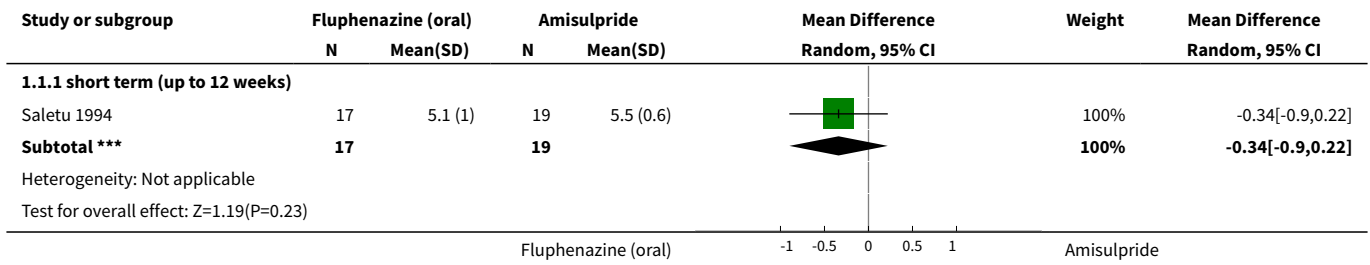 Study or subgroup Fluphenazine (oral) Amisulpride Mean Difference Weight Mean Difference
N Mean(SD) N Mean(SD) Random, 95% CI Random, 95% CI
1.1.1 short term (up to 12 weeks)
Saletu 1994 17 5.1 (1) 19 5.5 (0.6) 100% -0.34[-0.9,0.22]
Subtotal *** 17 19 100% -0.34[-0.9,0.22]
Heterogeneity: Not applicable
Test for overall effect: Z=1.19(P=0.23)
Fluphenazine (oral) -1 -0.5 0 0.5 1 Amisulpride